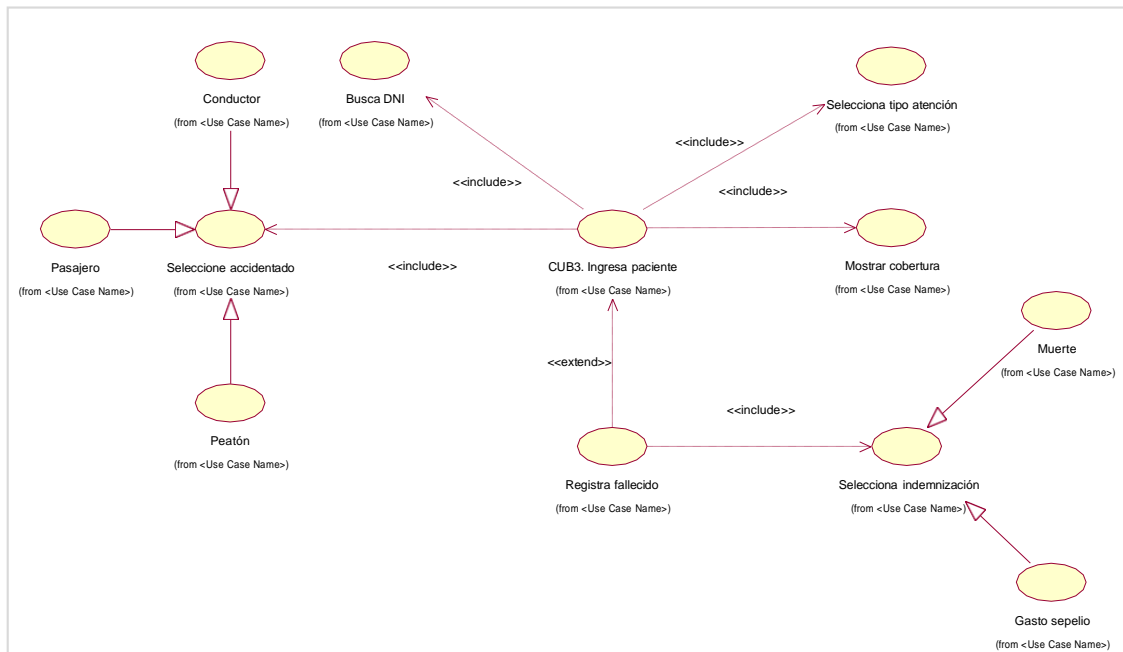 Conductor
(from <Use Case Name>)
Busca DNI
(from <Use Case Name>)
Selecciona tipo atención
(from <Use Case Name>)
<<include>>
<<include>>
<<include>>
Pasajero
(from <Use Case Name>)
Seleccione accidentado
(from <Use Case Name>)
<<include>>
CUB3. Ingresa paciente
(from <Use Case Name>)
Mostrar cobertura
(from <Use Case Name>)
Muerte
(from <Use Case Name>)
<<extend>>
<<include>>
Peatón
(from <Use Case Name>)
Registra fallecido
(from <Use Case Name>)
Selecciona indemnización
(from <Use Case Name>)
Gasto sepelio
(from <Use Case Name>)